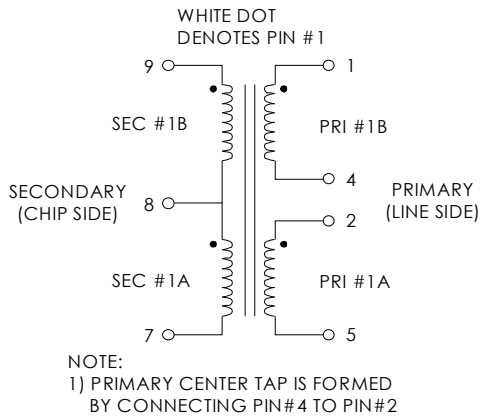 WHITE DOT
DENOTES PIN #1
9
1
SEC #1B
PRI #1B
4
SECONDARY
(CHIP SIDE)
8
PRIMARY
(LINE SIDE)
2
SEC #1A
PRI #1A
7
5
NOTE:
1) PRIMARY CENTER TAP IS FORMED
BY CONNECTING PIN#4 TO PIN#2